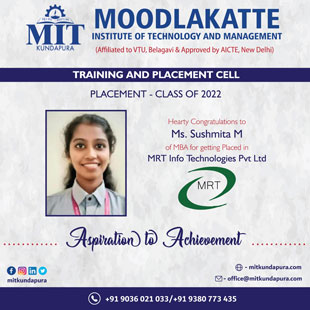 MIT
KUNDAPURA
MOODLAKATTE
INSTITUTE OF TECHNOLOGY AND MANAGEMENT
(Affiliated to VTU, Belagavi & Approved by AICTE, New Delhi)
TRAINING AND PLACEMENT CELL
PLACEMENT - CLASS OF 2022
Hearty Congratulations to
Ms. Sushmita M
of MBA for getting Placed in
MRT Info Technologies Pvt Ltd
MRT
Aspiration to Achievement
mitkundapura
- mitkundapura.com
- office@mitkundapura.com
+91 9036 021 033/+91 9380 773 435